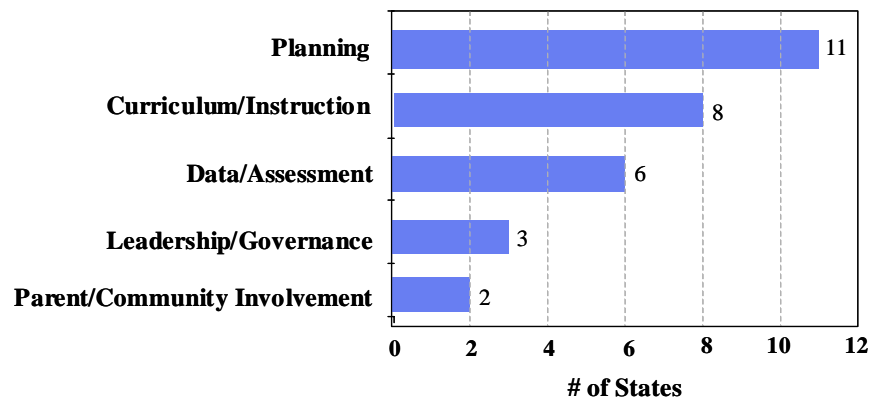 Planning
11
Curriculum/Instruction
8
Data/Assessment
6
Leadership/Governance
3
Parent/Community Involvement
2
0 2 4 6 8 10 12
# of States